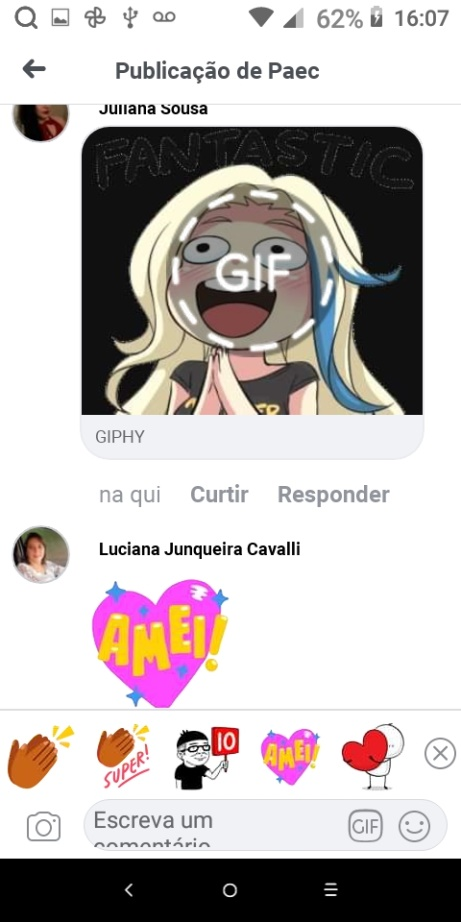 62% 16:07
Publicação de Paec
Juliana Sousa
FANTASTIC
GIF
GIPHY
na qui Curtir Responder
Luciana Junqueira Cavalli
AMEI!
SUPER!
10
AMEI!
Escreva um
comentário
GIF